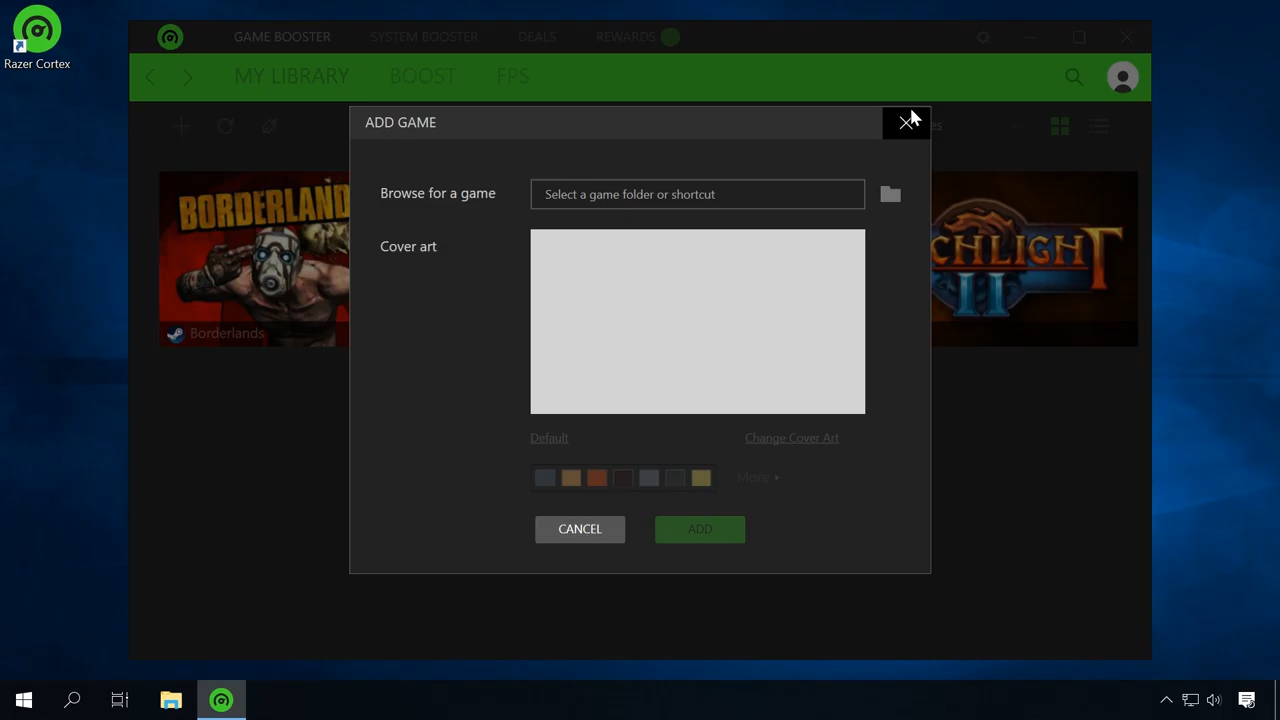 Razer Cortex
GAME BOOSTER
SYSTEM BOOSTER
DEALS
REWARDS
MY LIBRARY
BOOST
FPS
ADD GAME
Browse for a game
Select a game folder or shortcut
Cover art
BORDERLAND
CHLIGHT
II
Borderlands
Default
Change Cover Art
More
CANCEL
ADD